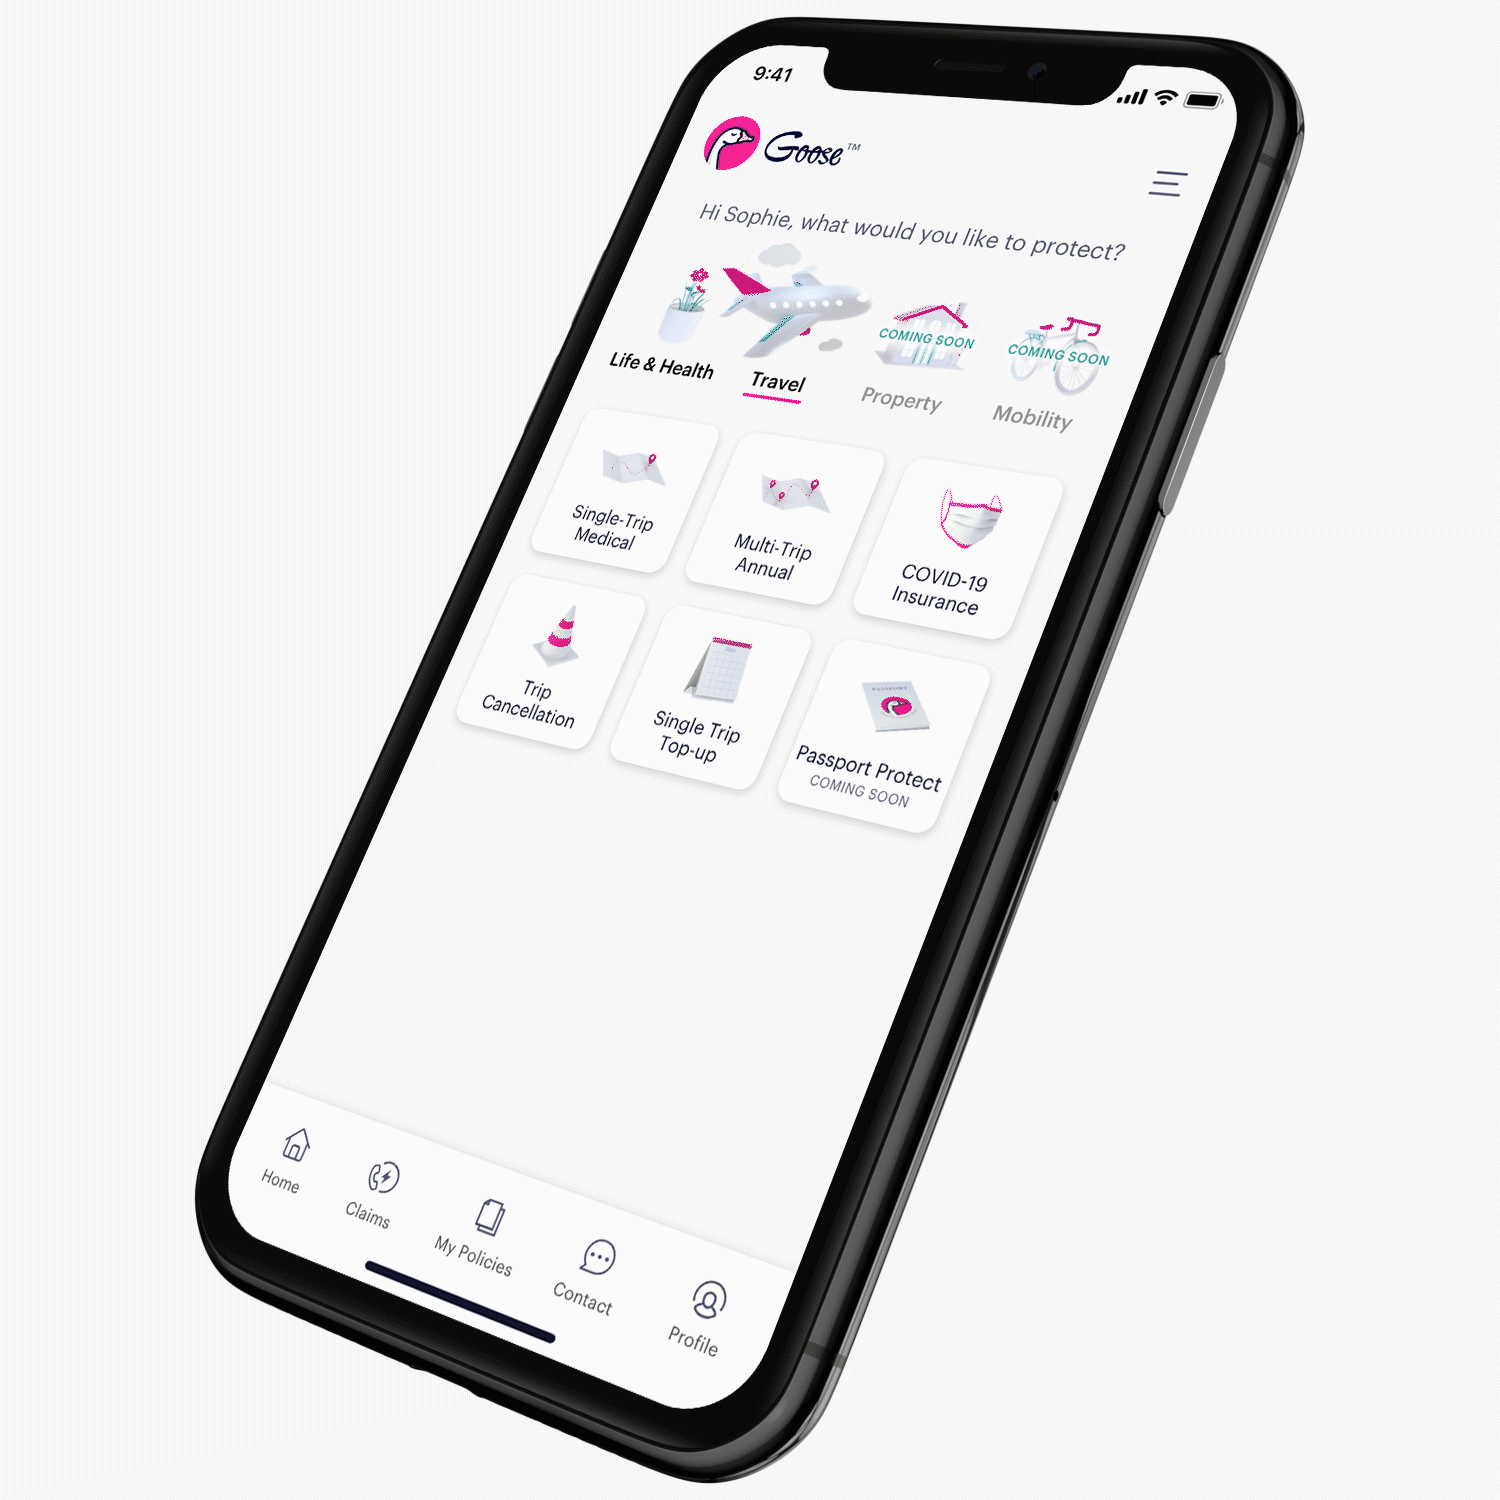 9:41
Goose™
Hi Sophie, what would you like to protect?
COMING SOON
COMING SOON
Life & Health
Travel
Property
Mobility
Single-Trip
Medical
Multi-Trip
Annual
COVID-19
Insurance
Trip
Cancellation
Single Trip
Top-up
PASSPORT
Passport Protect
COMING SOON
Home
Claims
My Policies
Contact
Profile